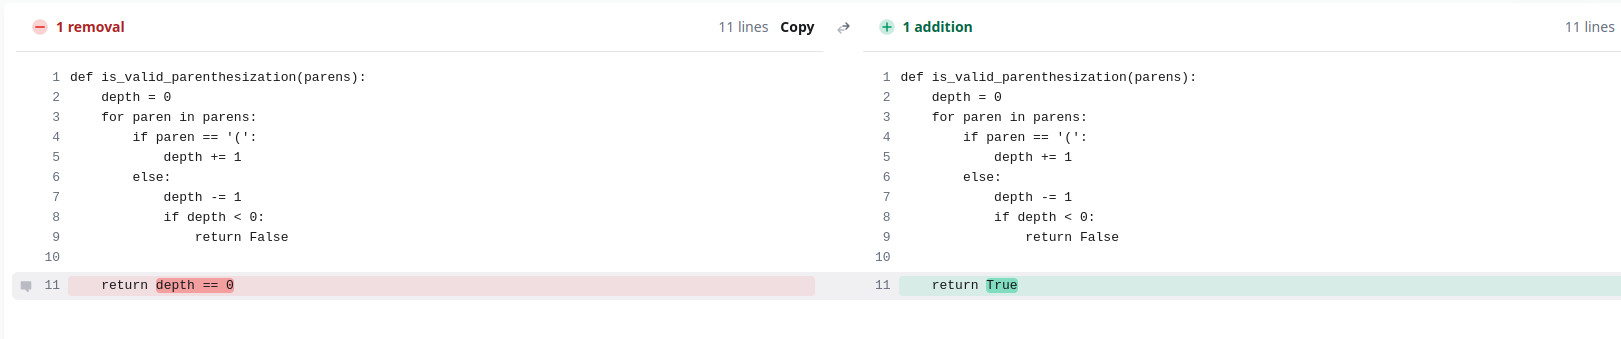 1 removal 11 lines Copy
1 def is_valid_parenthesization(parens):
2     depth = 0
3     for paren in parens:
4         if paren == '(':
5             depth += 1
6         else:
7             depth -= 1
8             if depth < 0:
9                 return False
10
11     return depth == 0
1 addition 11 lines
1 def is_valid_parenthesization(parens):
2     depth = 0
3     for paren in parens:
4         if paren == '(':
5             depth += 1
6         else:
7             depth -= 1
8             if depth < 0:
9                 return False
10
11     return True